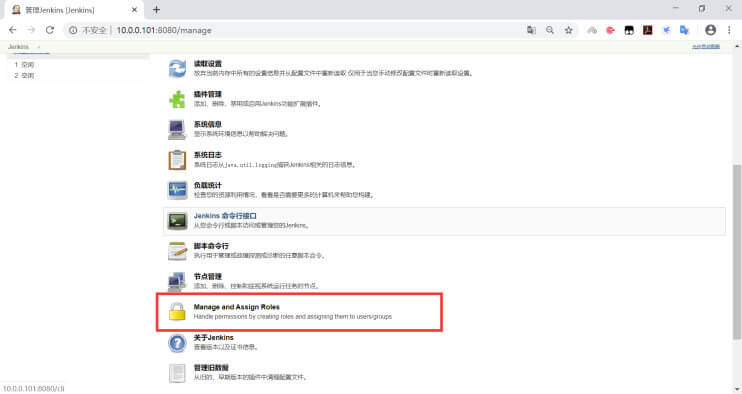 管理Jenkins [Jenkins]
不安全 | 10.0.0.101:8080/manage
Jenkins
1 空闲
2 空闲
读取设置
放弃当前内存中所有的设置信息并从配置文件中重新读取 仅用于当您手动修改配置文件时重新读取设置。
插件管理
添加、删除、禁用或启用Jenkins功能扩展插件。
系统信息
显示系统环境信息以帮助解决问题。
系统日志
系统日志从java.util.logging捕获Jenkins相关的日志信息。
负载统计
检查您的资源利用情况，看看是否需要更多的计算机来帮助您构建。
Jenkins 命令行接口
从您命令行或脚本访问或管理您的Jenkins。
脚本命令行
执行用于管理或故障探测或诊断的任意脚本命令。
节点管理
添加、删除、控制和监视系统运行任务的节点。
Manage and Assign Roles
Handle permissions by creating roles and assigning them to users/groups
关于Jenkins
查看版本以及证书信息。
管理旧数据
从旧的、早期版本的插件中清理配置文件。
10.0.0.101:8080/cli